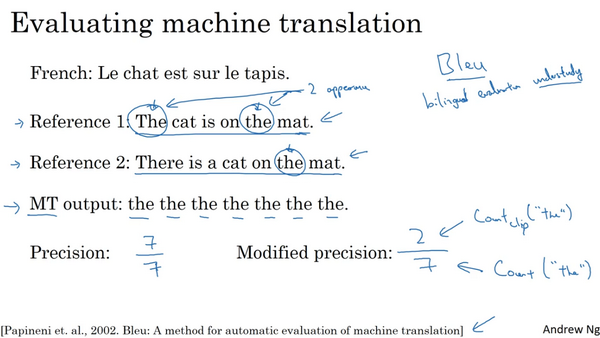 Evaluating machine translation
French: Le chat est sur le tapis.
Bleu
bilingual evaluation understudy
2 appearances
→ Reference 1: The cat is on the mat.
→ Reference 2: There is a cat on the mat.
→ MT output: the the the the the the the.
Precision: 7/7
Modified precision: 2/7
Count clip ("the")
Count ("the")
[Papineni et. al., 2002. Bleu: A method for automatic evaluation of machine translation]
Andrew Ng